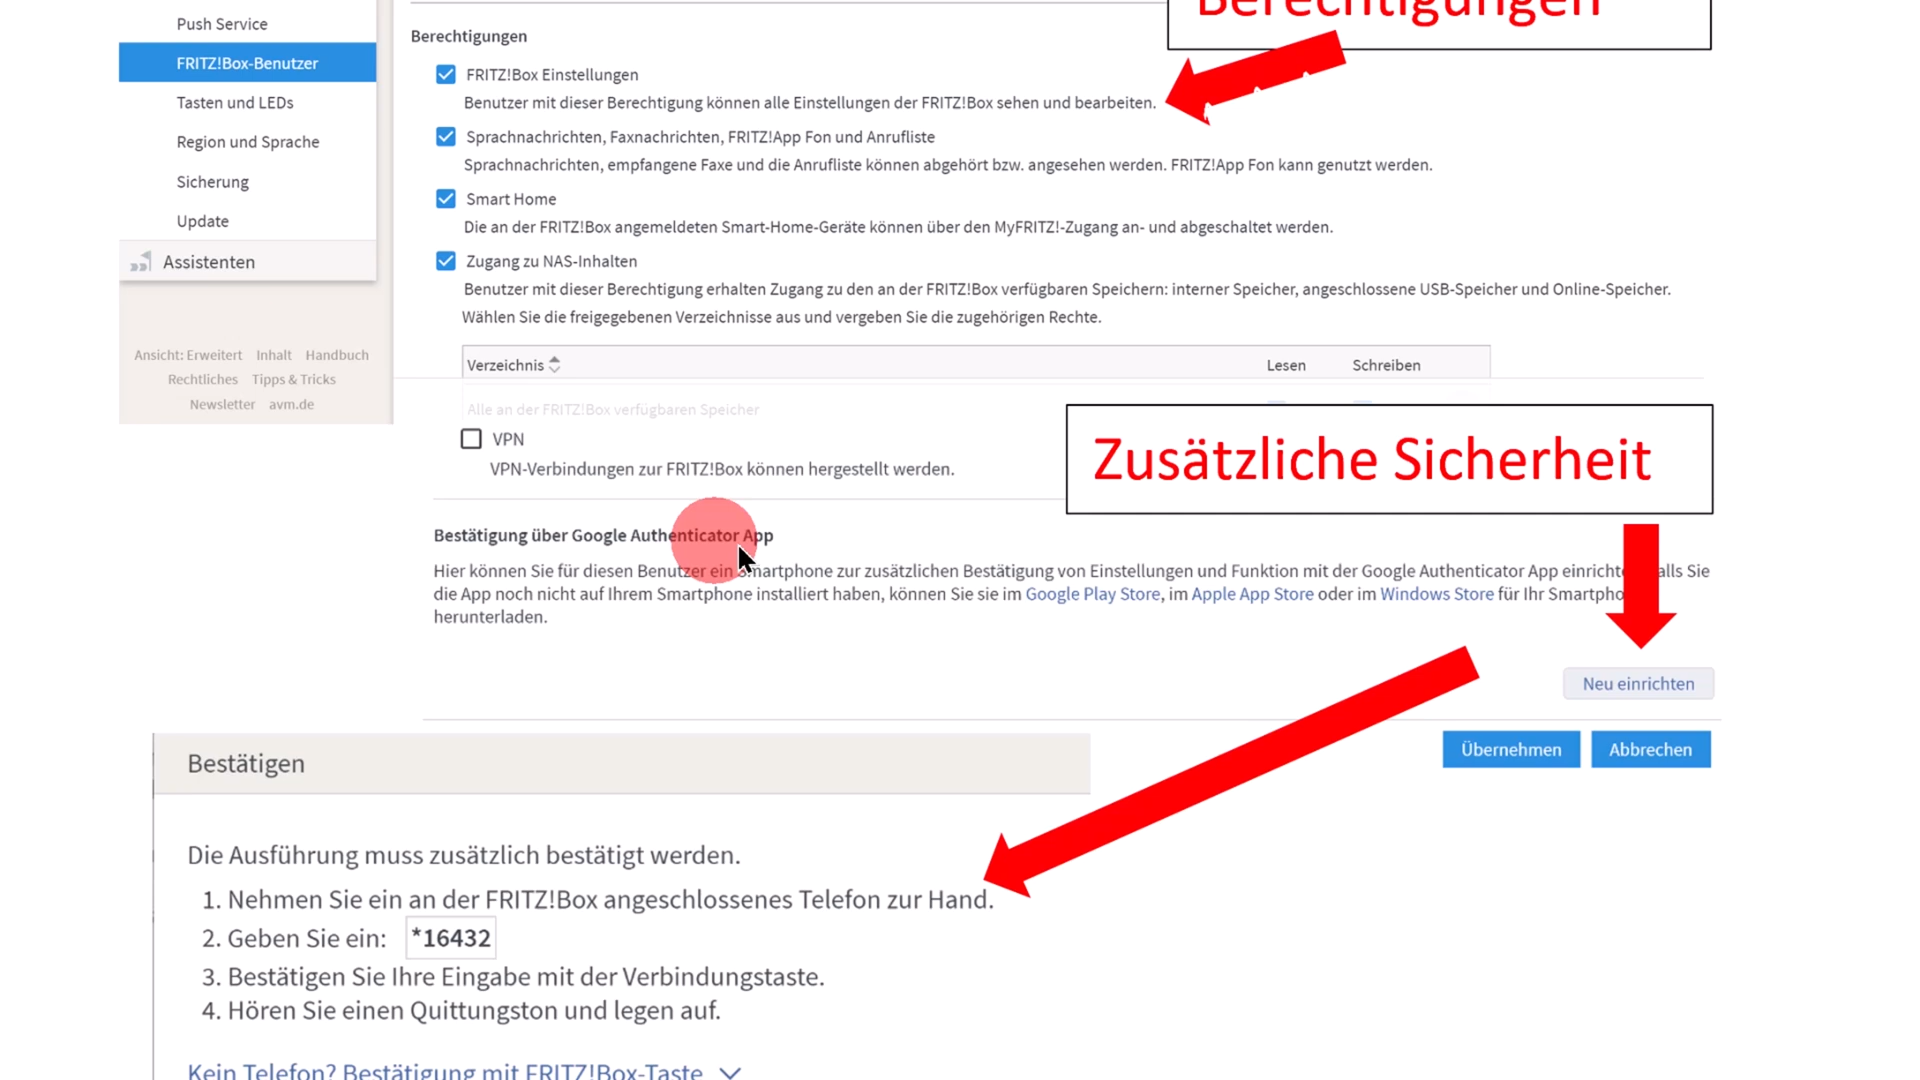 Berechtigungen
Push Service
Berechtigungen
FRITZ!Box-Benutzer
FRITZ!Box Einstellungen
Benutzer mit dieser Berechtigung können alle Einstellungen der FRITZ!Box sehen und bearbeiten.
Tasten und LEDs
Sprachnachrichten, Faxnachrichten, FRITZ!App Fon und Anrufliste
Region und Sprache
Sprachnachrichten, empfangene Faxe und die Anrufliste können abgehört bzw. angesehen werden. FRITZ!App Fon kann genutzt werden.
Sicherung
Smart Home
Update
Die an der FRITZ!Box angemeldeten Smart-Home-Geräte können über den MyFRITZ!-Zugang an- und abgeschaltet werden.
Assistenten
Zugang zu NAS-Inhalten
Benutzer mit dieser Berechtigung erhalten Zugang zu den an der FRITZ!Box verfügbaren Speichern: interner Speicher, angeschlossene USB-Speicher und Online-Speicher.
Wählen Sie die freigegebenen Verzeichnisse aus und vergeben Sie die zugehörigen Rechte.
Ansicht: Erweitert Inhalt Handbuch
Rechtliches Tipps & Tricks
Newsletter avm.de
Verzeichnis Lesen Schreiben
Alle an der FRITZ!Box verfügbaren Speicher
VPN
VPN-Verbindungen zur FRITZ!Box können hergestellt werden.
Zusätzliche Sicherheit
Bestätigung über Google Authenticator App
Hier können Sie für diesen Benutzer ein Smartphone zur zusätzlichen Bestätigung von Einstellungen und Funktion mit der Google Authenticator App einricht alls Sie
die App noch nicht auf Ihrem Smartphone installiert haben, können Sie sie im Google Play Store, im Apple App Store oder im Windows Store für Ihr Smartpho
herunterladen.
Neu einrichten
Übernehmen Abbrechen
Bestätigen
Die Ausführung muss zusätzlich bestätigt werden.
1. Nehmen Sie ein an der FRITZ!Box angeschlossenes Telefon zur Hand.
2. Geben Sie ein: *16432
3. Bestätigen Sie Ihre Eingabe mit der Verbindungstaste.
4. Hören Sie einen Quittungston und legen auf.
Kein Telefon? Bestätigung mit FRITZ!Box-Taste